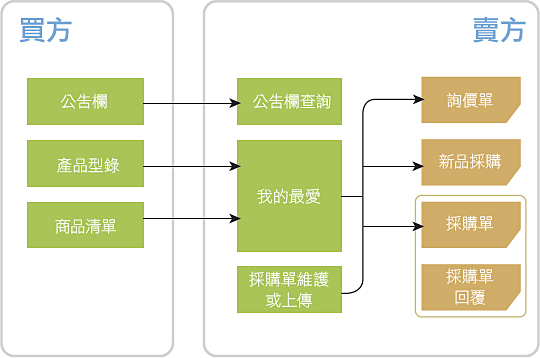 買方
賣方
公告欄
產品型錄
商品清單
公告欄查詢
我的最愛
採購單維護
或上傳
詢價單
新品採購
採購單
採購單
回覆